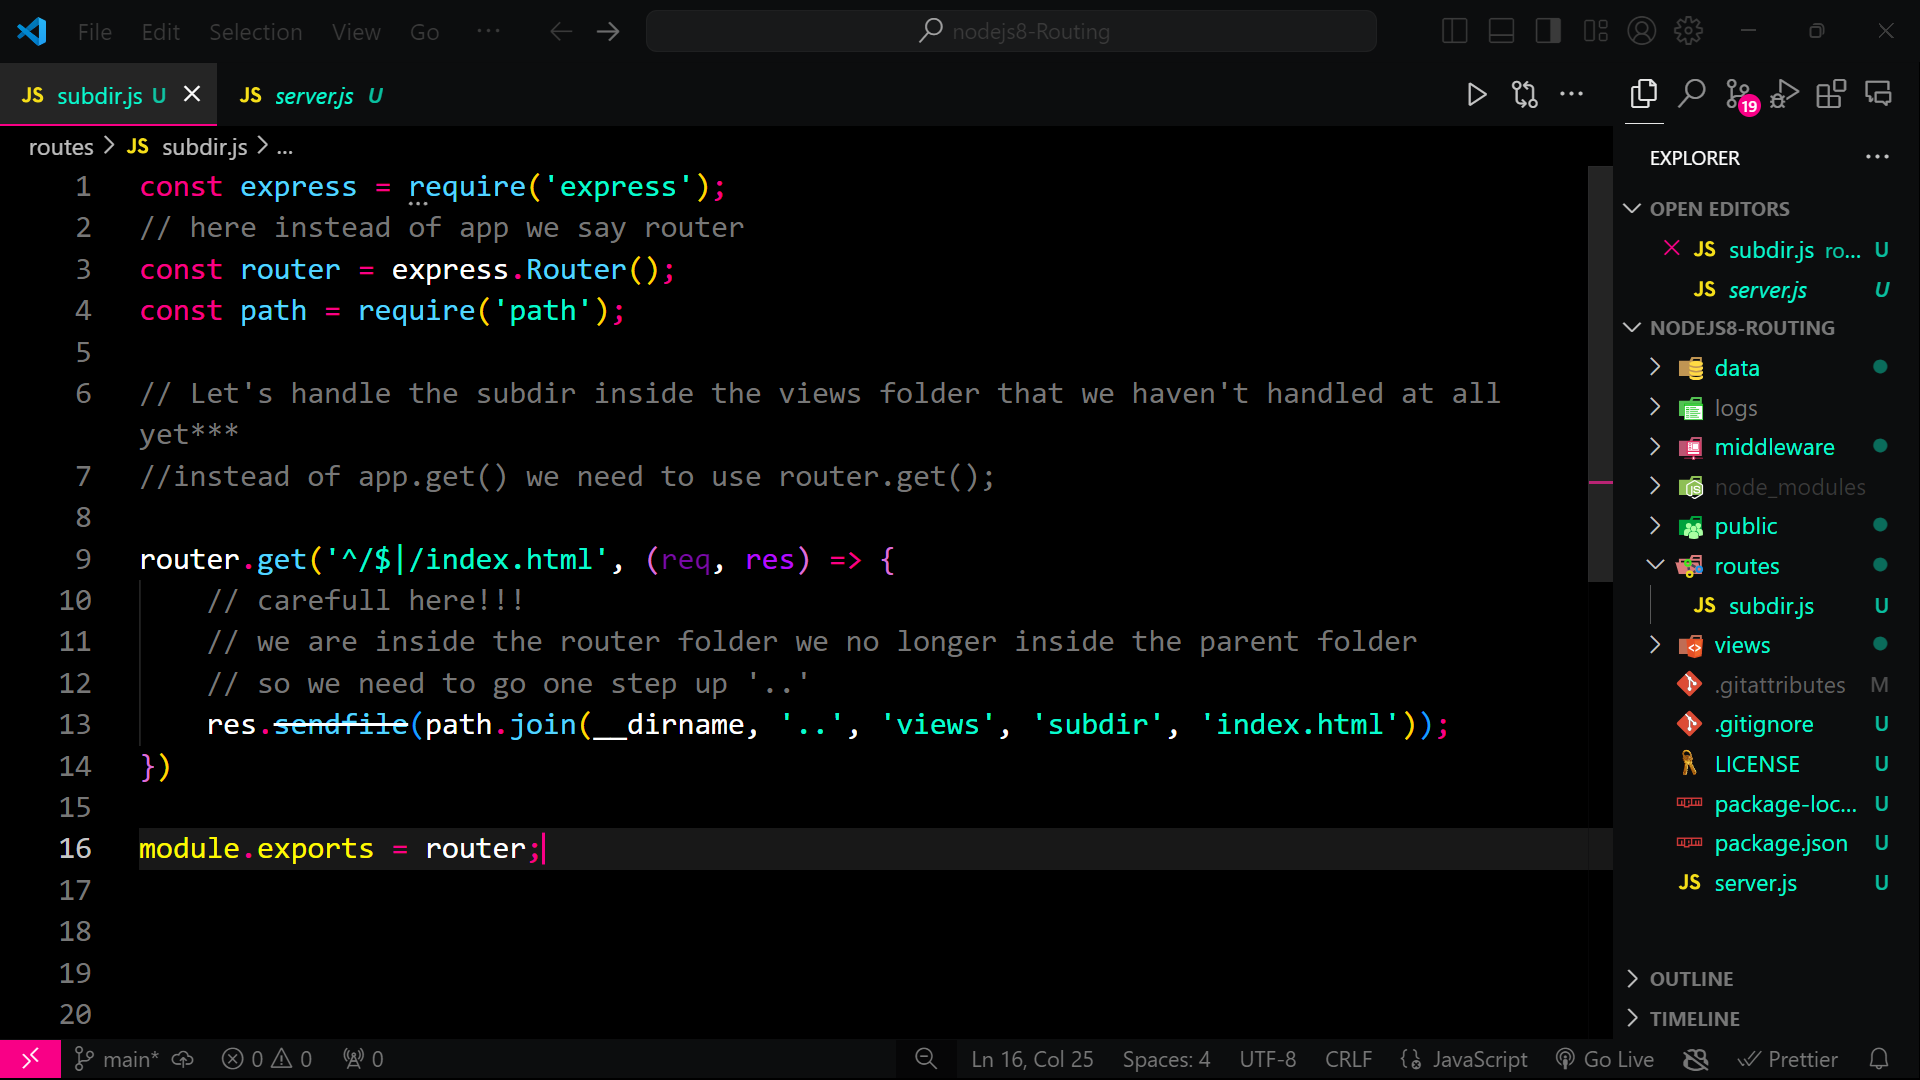 File Edit Selection View Go ··· nodejs8-Routing
JS subdir.js U JS server.js U
routes > JS subdir.js > ...
1 const express = require('express');
2 // here instead of app we say router
3 const router = express.Router();
4 const path = require('path');
5
6 // Let's handle the subdir inside the views folder that we haven't handled at all
yet***
7 //instead of app.get() we need to use router.get();
8
9 router.get('^/$|/index.html', (req, res) => {
10 // carefull here!!!
11 // we are inside the router folder we no longer inside the parent folder
12 // so we need to go one step up '..'
13 res.sendfile(path.join(__dirname, '..', 'views', 'subdir', 'index.html'));
14 })
15
16 module.exports = router;
17
18
19
20
19
EXPLORER ···
OPEN EDITORS
JS subdir.js ro... U
JS server.js U
NODEJS8-ROUTING
data
logs
middleware
node_modules
public
routes
JS subdir.js U
views
.gitattributes M
.gitignore U
LICENSE U
package-loc... U
package.json U
JS server.js U
OUTLINE
TIMELINE
main* 0 0 0 Ln 16, Col 25 Spaces: 4 UTF-8 CRLF JavaScript Go Live Prettier